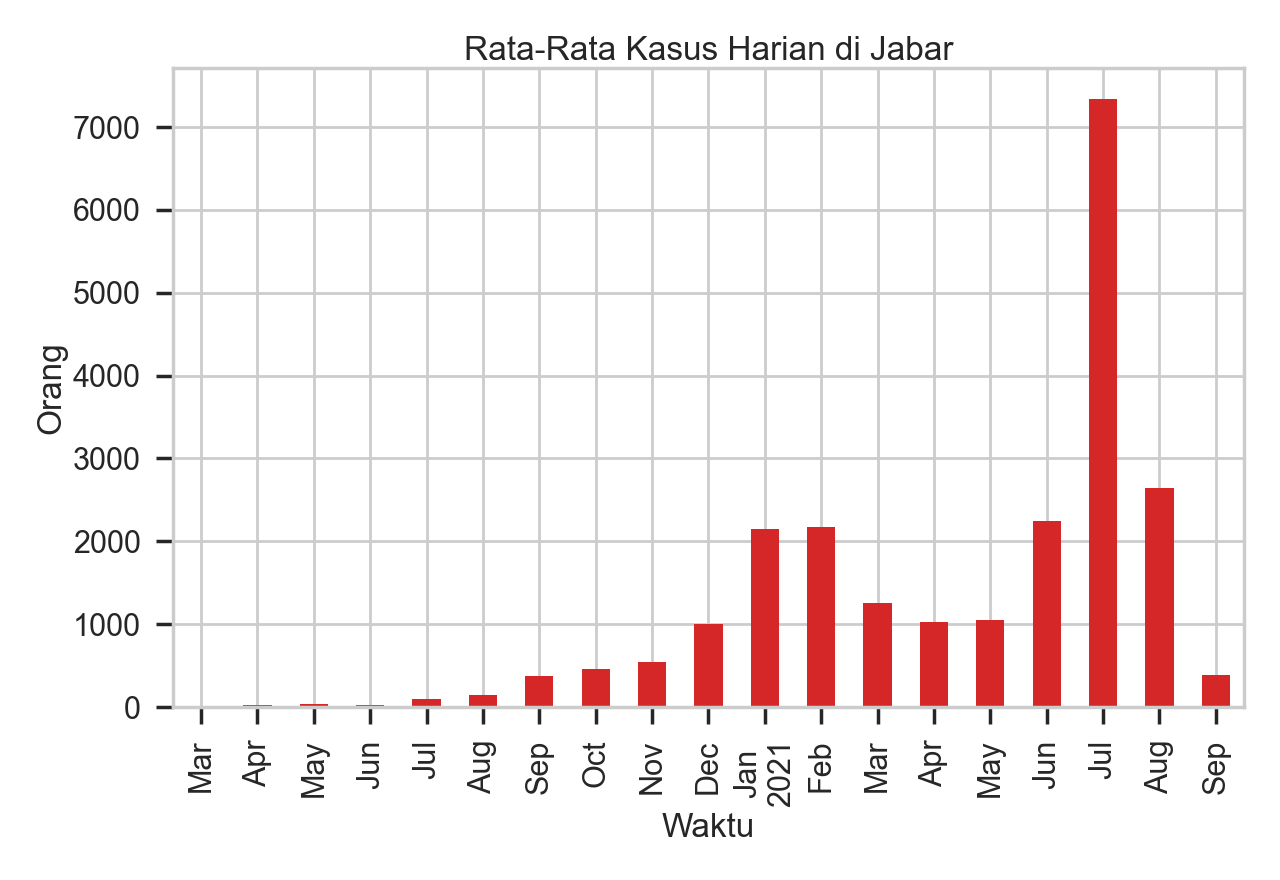 Rata-Rata Kasus Harian di Jabar
7000
6000
5000
4000
3000
2000
1000
0
Orang
Mar
Apr
May
Jun
Jul
Aug
Sep
Oct
Nov
Dec
Jan
2021
Feb
Mar
Apr
May
Jun
Jul
Aug
Sep
Waktu